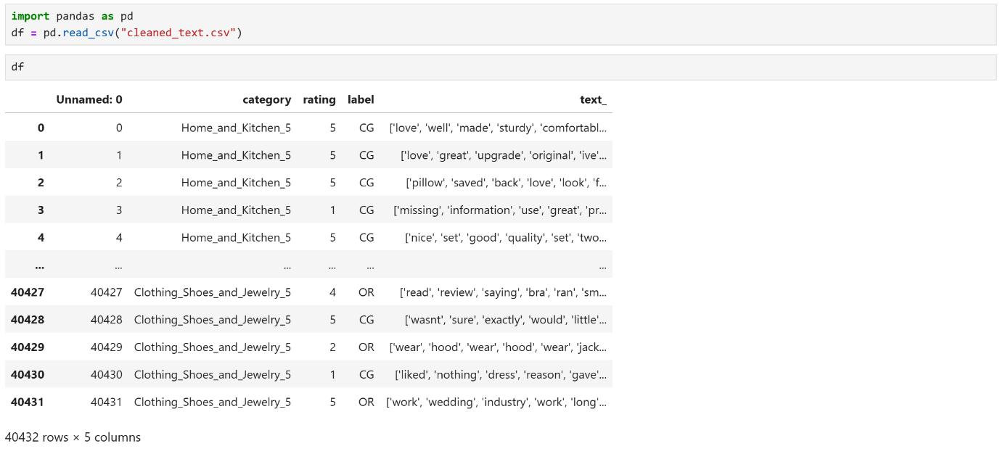 import pandas as pd
df = pd.read_csv("cleaned_text.csv")
df
Unnamed: 0 category rating label text_
0 0 Home_and_Kitchen_5 5 CG ['love', 'well', 'made', 'sturdy', 'comfortabl...
1 1 Home_and_Kitchen_5 5 CG ['love', 'great', 'upgrade', 'original', 'ive'...
2 2 Home_and_Kitchen_5 5 CG ['pillow', 'saved', 'back', 'love', 'look', 'f...
3 3 Home_and_Kitchen_5 1 CG ['missing', 'information', 'use', 'great', 'pr...
4 4 Home_and_Kitchen_5 5 CG ['nice', 'set', 'good', 'quality', 'set', 'two...
... ... ... ... ... ...
40427 40427 Clothing_Shoes_and_Jewelry_5 4 OR ['read', 'review', 'saying', 'bra', 'ran', 'sm...
40428 40428 Clothing_Shoes_and_Jewelry_5 5 CG ['wasnt', 'sure', 'exactly', 'would', 'little'...
40429 40429 Clothing_Shoes_and_Jewelry_5 2 OR ['wear', 'hood', 'wear', 'hood', 'wear', 'jack...
40430 40430 Clothing_Shoes_and_Jewelry_5 1 CG ['liked', 'nothing', 'dress', 'reason', 'gave'...
40431 40431 Clothing_Shoes_and_Jewelry_5 5 OR ['work', 'wedding', 'industry', 'work', 'long'...
40432 rows × 5 columns